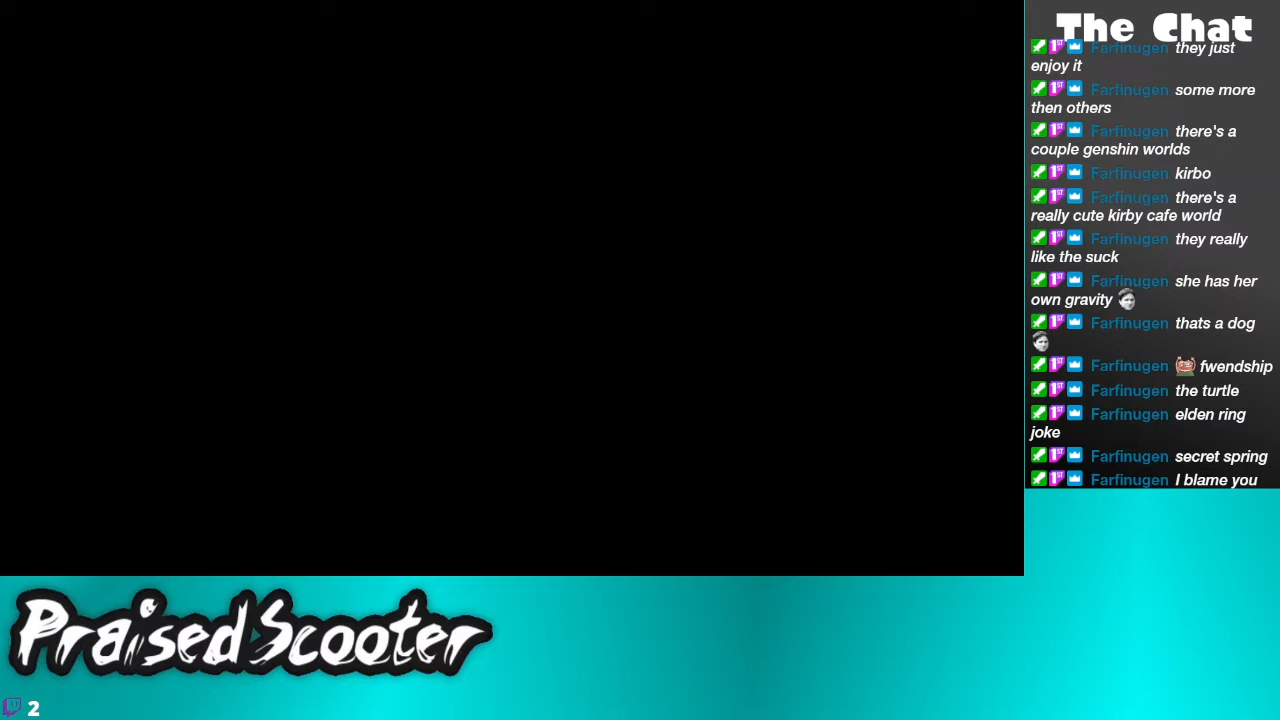 The Chat
Farfinugen they just
enjoy it
Farfinugen some more
then others
Farfinugen there's a
couple genshin worlds
Farfinugen kirbo
Farfinugen there's a
really cute kirby cafe world
Farfinugen they really
like the suck
Farfinugen she has her
own gravity
Farfinugen thats a dog
Farfinugen fwendship
Farfinugen the turtle
Farfinugen elden ring
joke
Farfinugen secret spring
Farfinugen I blame you
PraisedScooter
2